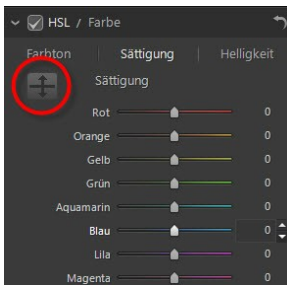 HSL / Farbe
Farbton | Sättigung | Helligkeit
Sättigung
Rot 0
Orange 0
Gelb 0
Grün 0
Aquamarin 0
Blau 0
Lila 0
Magenta 0